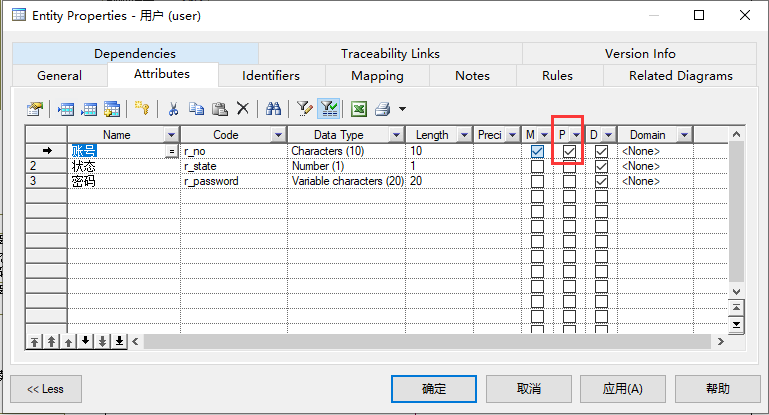 Entity Properties - 用户 (user)
Dependencies Traceability Links Version Info
General Attributes Identifiers Mapping Notes Rules Related Diagrams
Name Code Data Type Length Preci M P D Domain
账号 = r_no Characters (10) 10 <None>
2 状态 r_state Number (1) 1 <None>
3 密码 r_password Variable characters (20) 20 <None>
<< Less 确定 取消 应用(A) 帮助